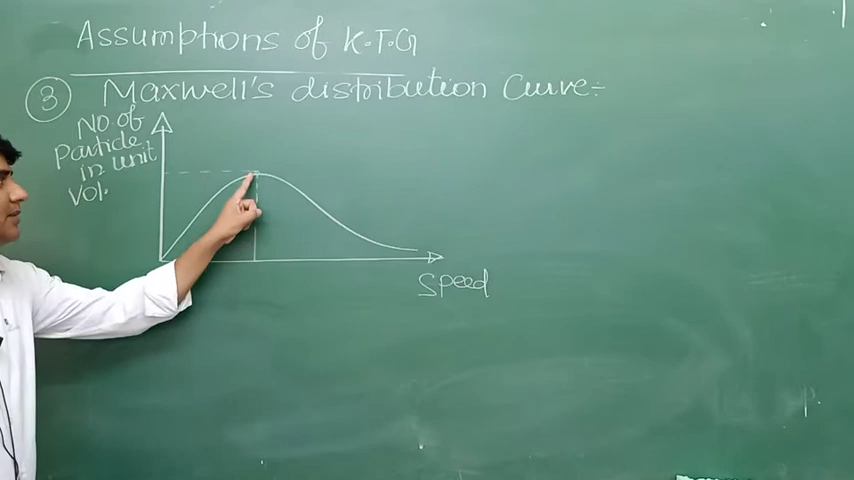 Assumptions of K.T.G
3 Maxwell's distribution Curve:-
No. of
Particle
in unit
Vol.
Speed